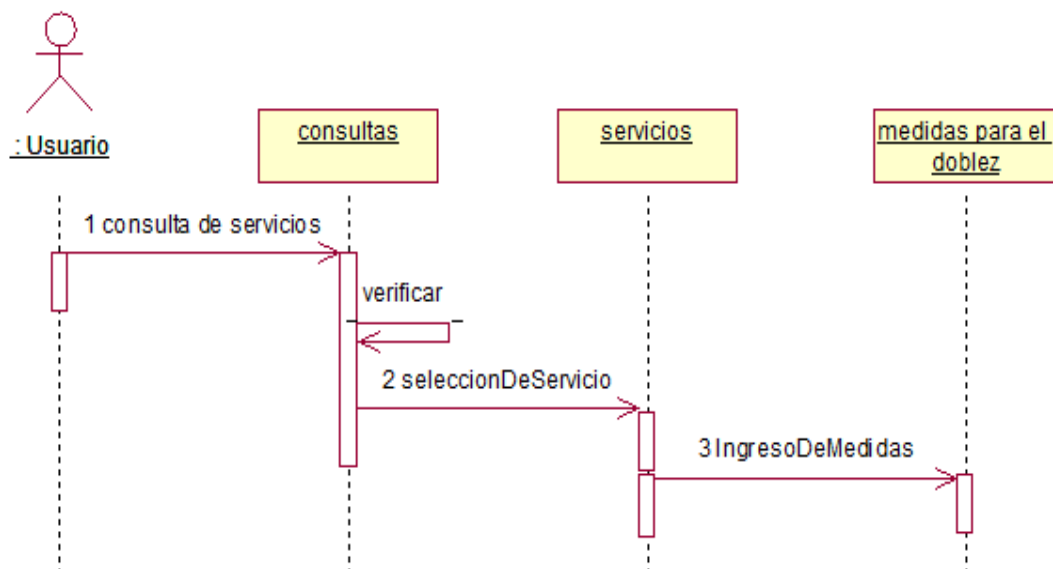 : Usuario
consultas
servicios
medidas para el
doblez
1 consulta de servicios
verificar
2 seleccionDeServicio
3 IngresoDeMedidas